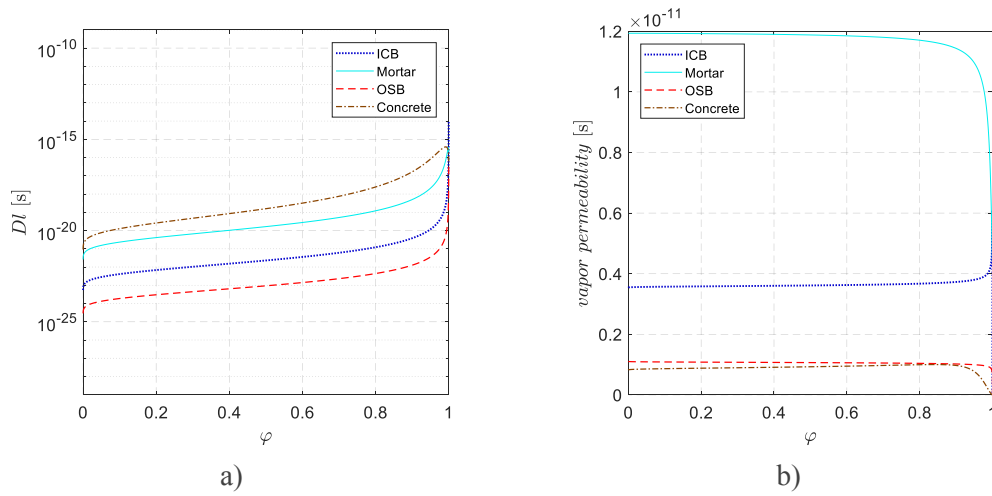 10^-10
10^-15
10^-20
10^-25
Dl [s]
0
0.2
0.4
0.6
0.8
1
φ
ICB
Mortar
OSB
Concrete
a)
×10^-11
1.2
1
0.8
0.6
0.4
0.2
0
vapor permeability [s]
0
0.2
0.4
0.6
0.8
1
φ
ICB
Mortar
OSB
Concrete
b)